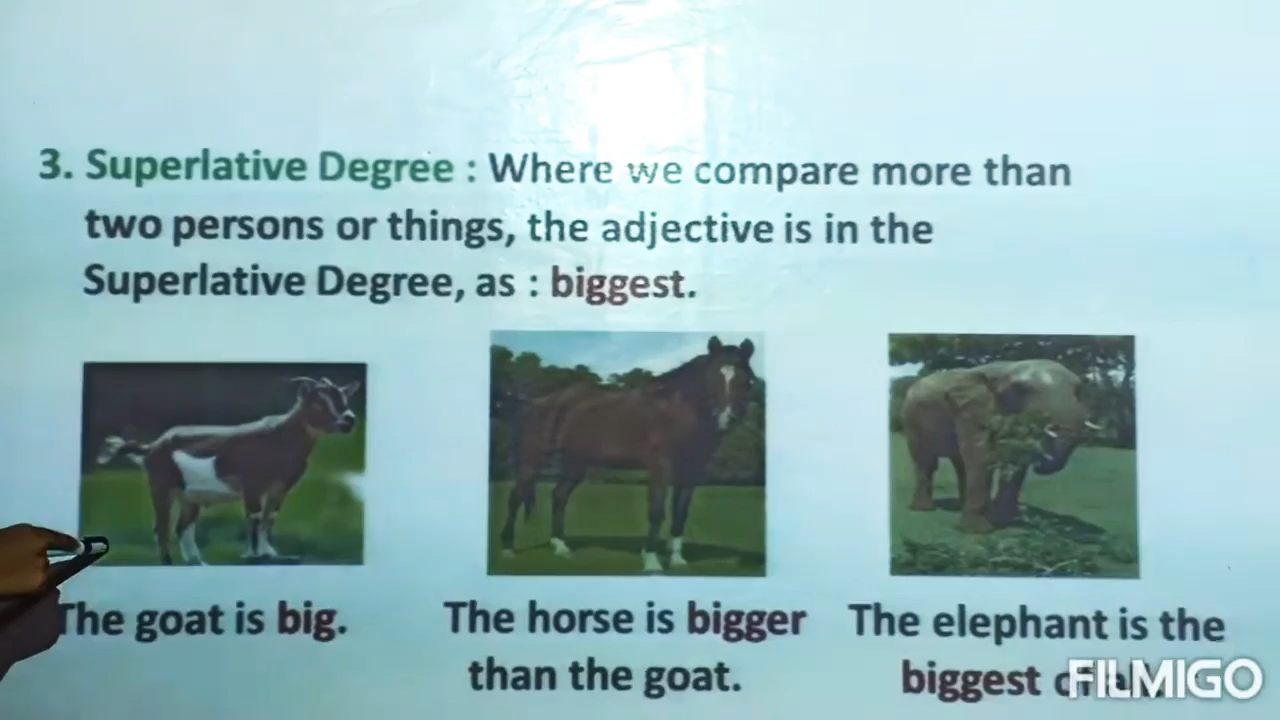 3. Superlative Degree : Where we compare more than
two persons or things, the adjective is in the
Superlative Degree, as : biggest.
The goat is big.
The horse is bigger
than the goat.
The elephant is the
biggest of
FILMIGO